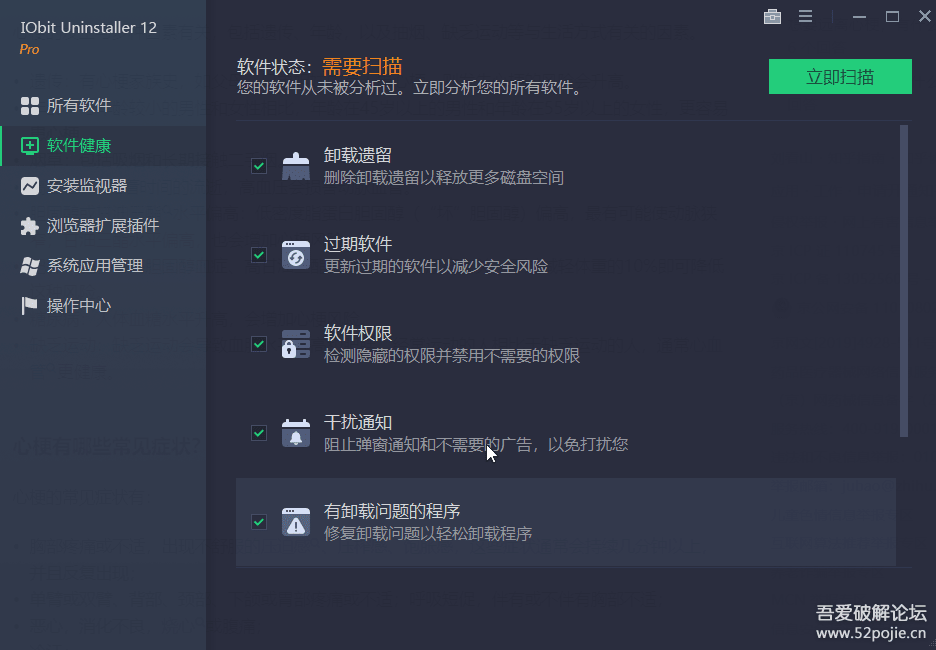 IObit Uninstaller 12
Pro
所有软件
软件健康
安装监视器
浏览器扩展插件
系统应用管理
操作中心
软件状态：需要扫描
您的软件从未被分析过。立即分析您的所有软件。
立即扫描
卸载遗留
删除卸载遗留以释放更多磁盘空间
过期软件
更新过期的软件以减少安全风险
软件权限
检测隐藏的权限并禁用不需要的权限
干扰通知
阻止弹窗通知和不需要的广告，以免打扰您
有卸载问题的程序
修复卸载问题以轻松卸载程序
吾爱破解论坛
www.52pojie.cn